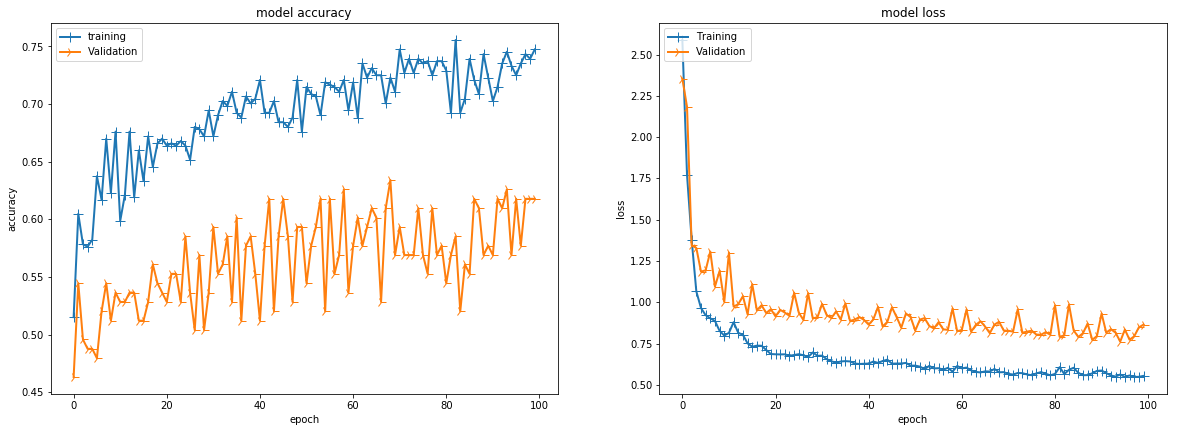 model accuracy
training
Validation
0.75
0.70
0.65
0.60
0.55
0.50
0.45
accuracy
0
20
40
60
80
100
epoch
model loss
Training
Validation
2.50
2.25
2.00
1.75
1.50
1.25
1.00
0.75
0.50
loss
0
20
40
60
80
100
epoch